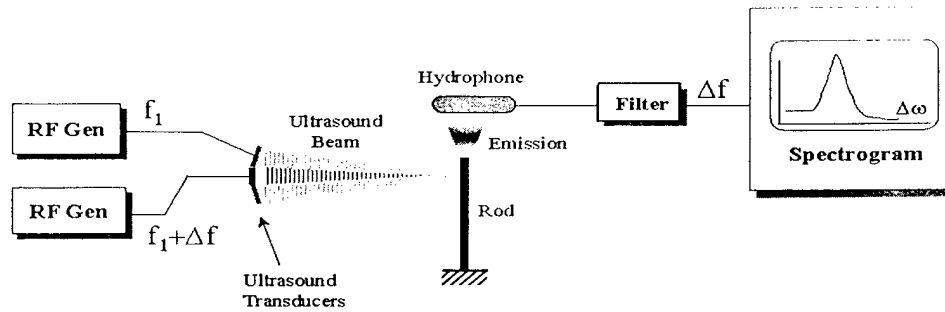 RF Gen
f1
RF Gen
f1+Δf
Ultrasound
Beam
Ultrasound
Transducers
Hydrophone
Emission
Rod
Filter
Δf
Δω
Spectrogram